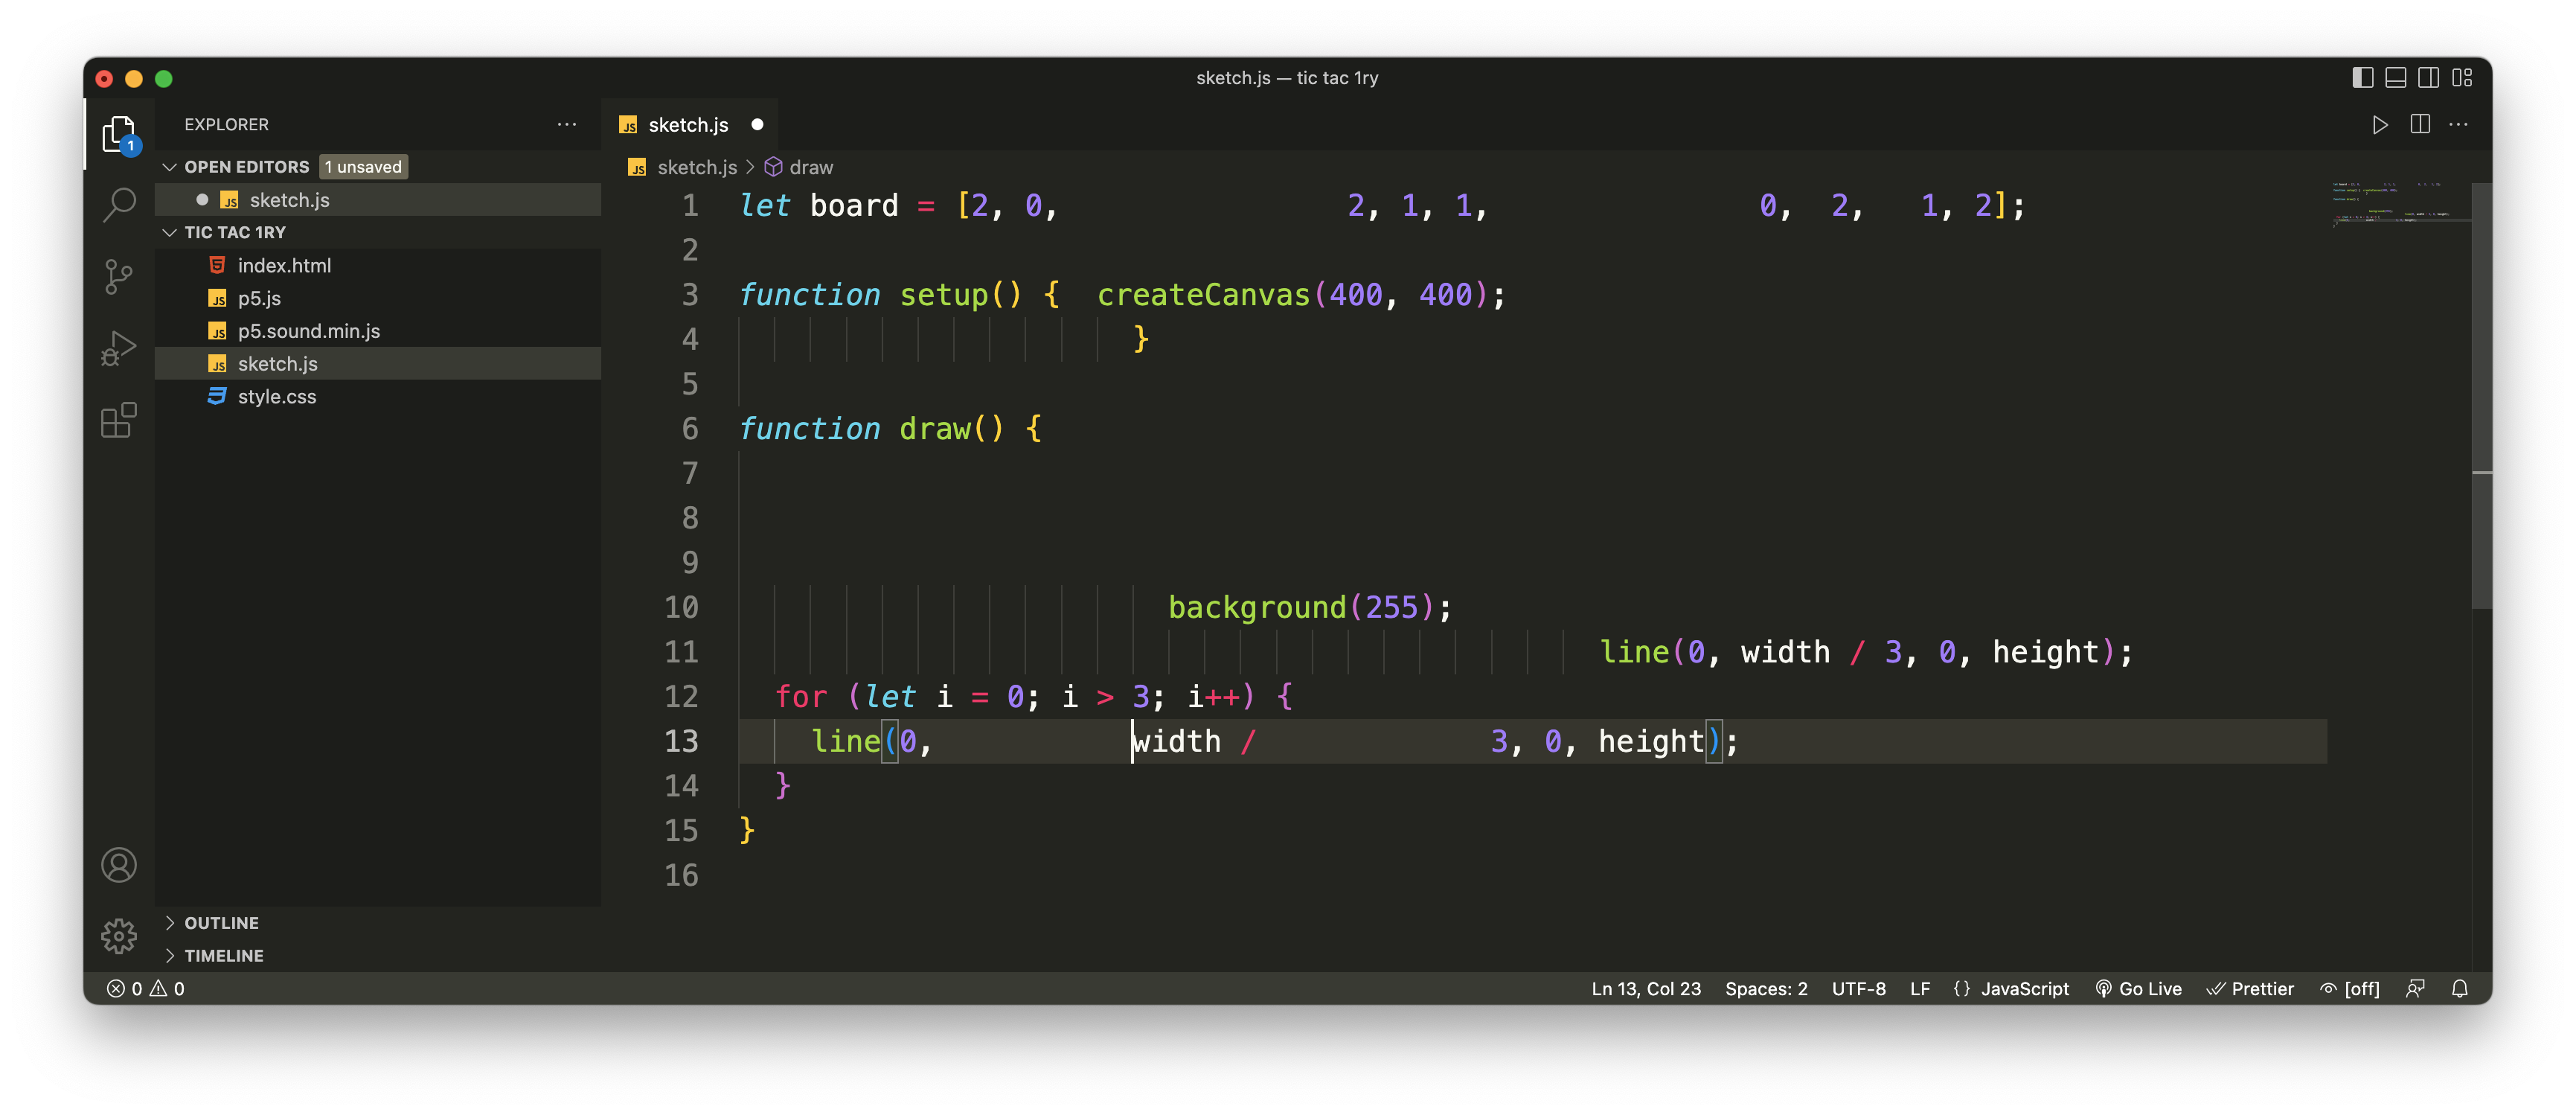 sketch.js — tic tac 1ry
EXPLORER
sketch.js
1
OPEN EDITORS 1 unsaved
sketch.js
TIC TAC 1RY
index.html
p5.js
p5.sound.min.js
sketch.js
style.css
OUTLINE
TIMELINE
sketch.js > draw
1 let board = [2, 0,                2, 1, 1,               0,  2,   1, 2];
2
3 function setup() {  createCanvas(400, 400);
4                       }
5
6 function draw() {
7
8
9
10                         background(255);
11                                                 line(0, width / 3, 0, height);
12   for (let i = 0; i > 3; i++) {
13     line(0,           width /             3, 0, height);
14   }
15 }
16
0 0 Ln 13, Col 23 Spaces: 2 UTF-8 LF {} JavaScript Go Live Prettier [off]